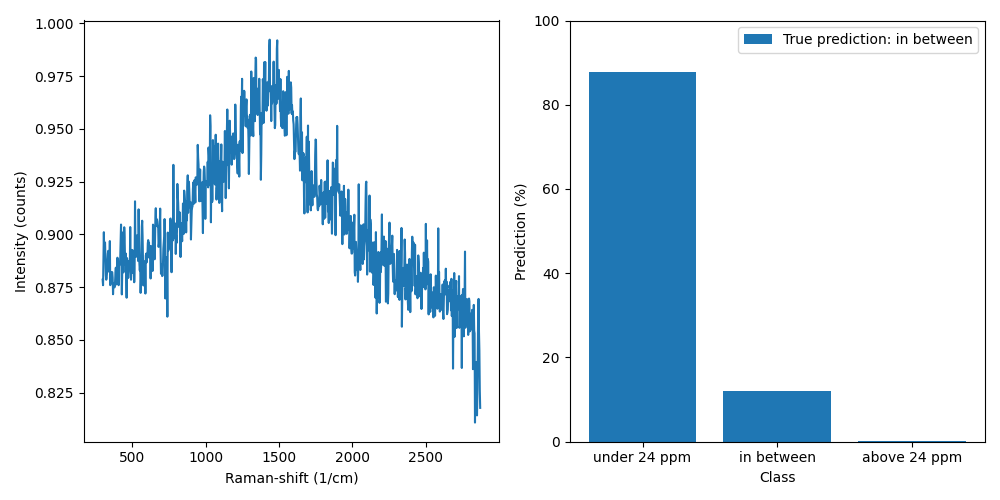 1.000
0.975
0.950
0.925
0.900
0.875
0.850
0.825
Intensity (counts)
500 1000 1500 2000 2500
Raman-shift (1/cm)
100
80
60
40
20
0
Prediction (%)
True prediction: in between
under 24 ppm in between above 24 ppm
Class